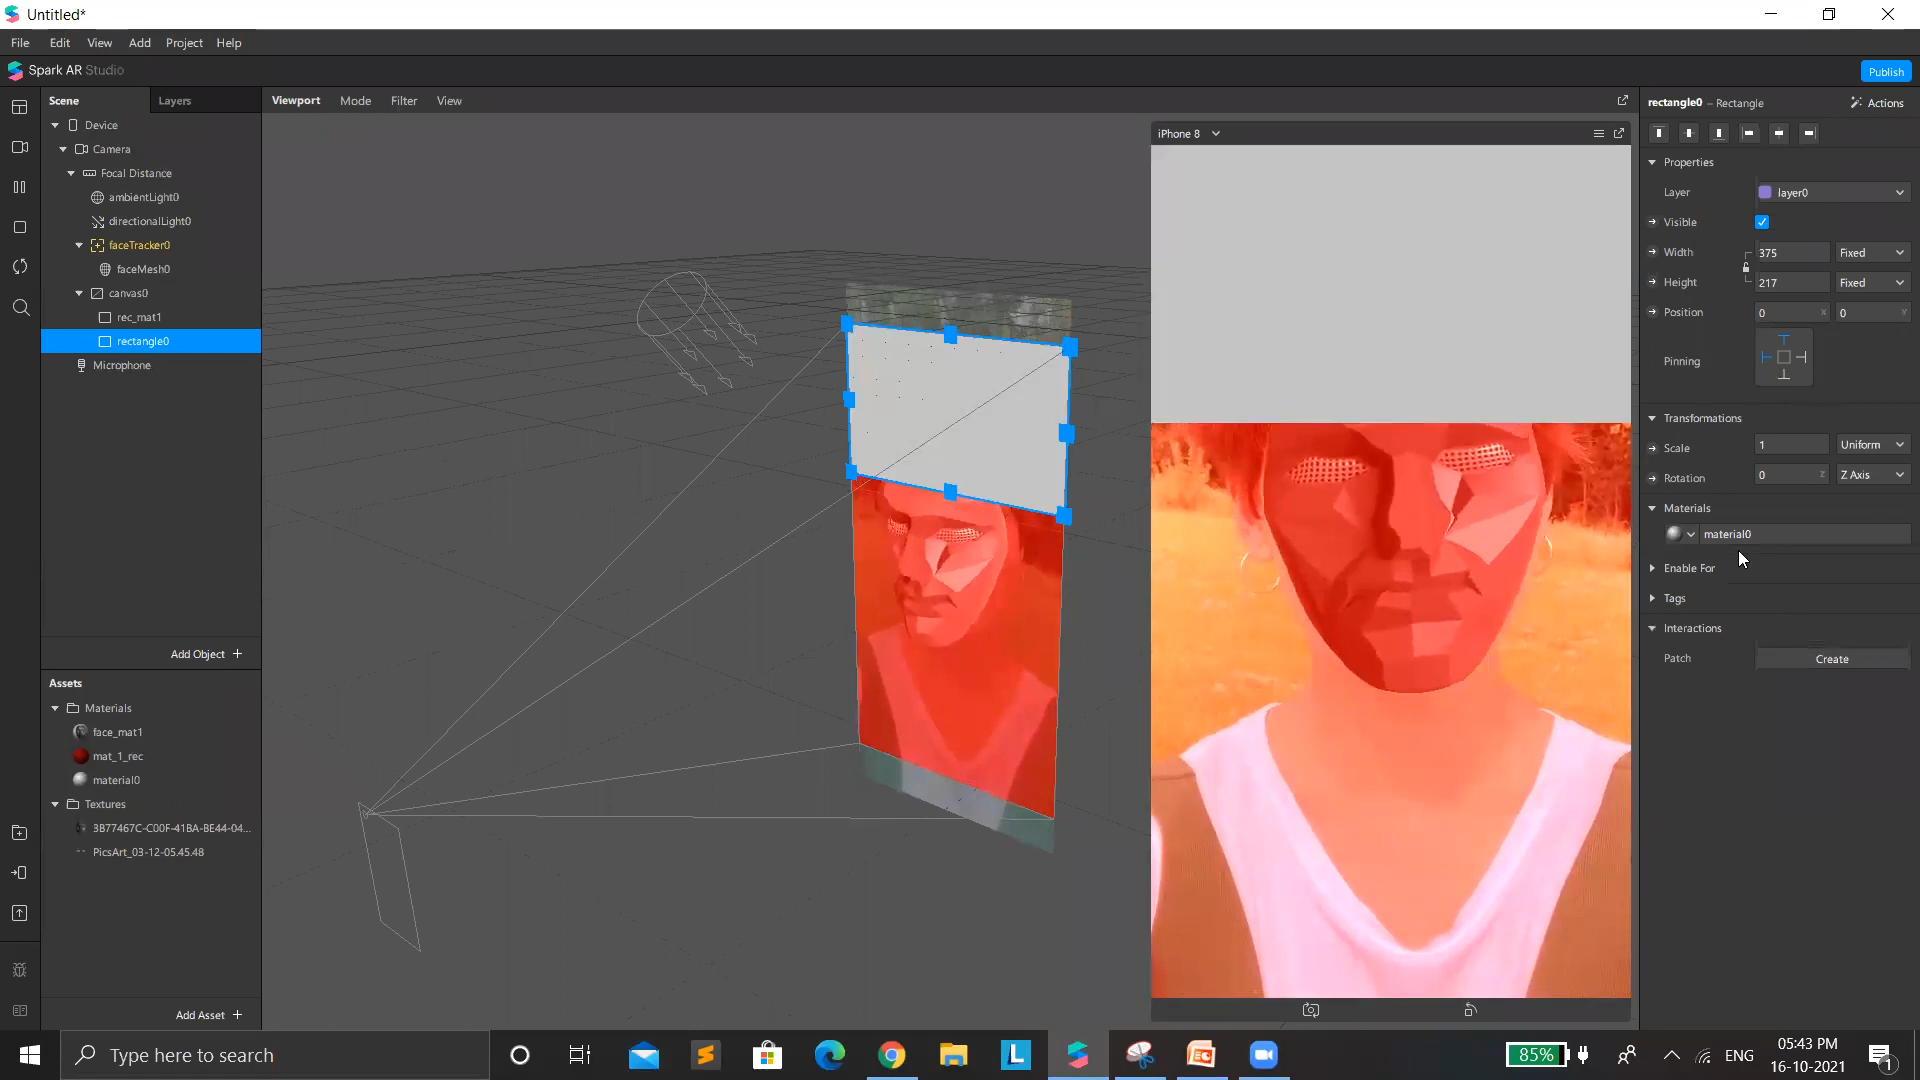 Untitled*
File Edit View Add Project Help
Spark AR Studio
Publish
Scene Layers
Viewport Mode Filter View
rectangle0 – Rectangle Actions
Device
Camera
Focal Distance
ambientLight0
directionalLight0
faceTracker0
faceMesh0
canvas0
rec_mat1
rectangle0
Microphone
Add Object +
Assets
Materials
face_mat1
mat_1_rec
material0
Textures
3B77467C-C00F-41BA-BE44-04...
PicsArt_03-12-05.45.48
Add Asset +
iPhone 8
Properties
Layer layer0
Visible
Width 375 Fixed
Height 217 Fixed
Position 0 X 0 Y
Pinning
Transformations
Scale 1 Uniform
Rotation 0 Z Z Axis
Materials
material0
Enable For
Tags
Interactions
Patch Create
Type here to search
85%
ENG
05:43 PM
16-10-2021
1